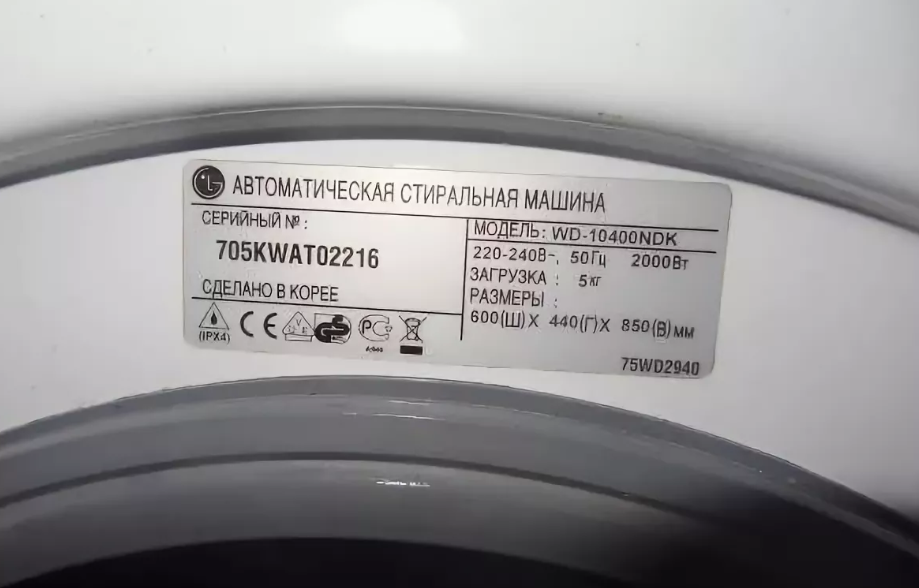 LG АВТОМАТИЧЕСКАЯ СТИРАЛЬНАЯ МАШИНА
СЕРИЙНЫЙ № :
705KWAT02216
СДЕЛАНО В КОРЕЕ
(IPX4)
МОДЕЛЬ: WD-10400NDK
220-240В~, 50Гц 2000Вт
ЗАГРУЗКА : 5кг
РАЗМЕРЫ :
600(Ш)X 440(Г)X 850(В)мм
75WD2940